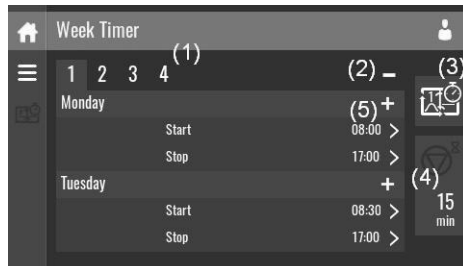 Week Timer
(1)
1 2 3 4 (2) − (3)
Monday (5) +
Start 08:00 >
Stop 17:00 >
Tuesday + (4)
Start 08:30 >
Stop 17:00 >
15
min